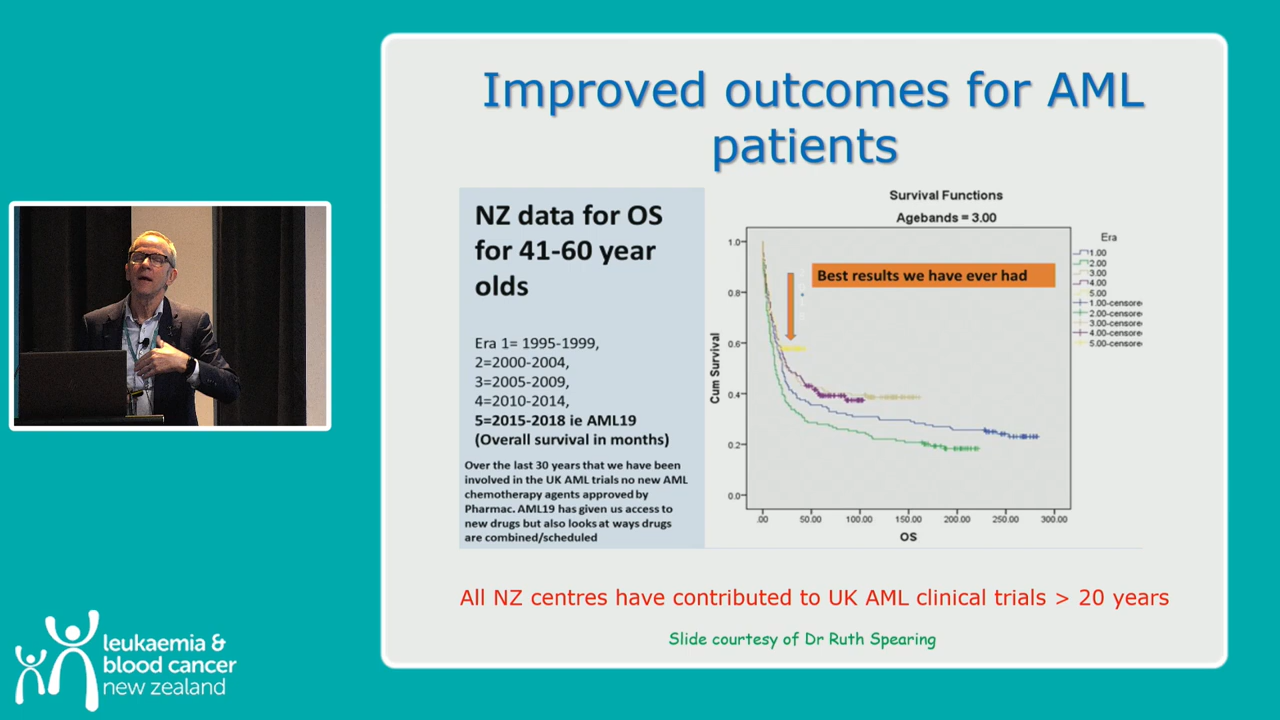 Improved outcomes for AML
patients
NZ data for OS
for 41-60 year
olds
Era 1= 1995-1999,
2=2000-2004,
3=2005-2009,
4=2010-2014,
5=2015-2018 ie AML19
(Overall survival in months)
Over the last 30 years that we have been
involved in the UK AML trials no new AML
chemotherapy agents approved by
Pharmac. AML19 has given us access to
new drugs but also looks at ways drugs
are combined/scheduled
Survival Functions
Agebands = 3.00
Best results we have ever had
Cum Survival
1.0
0.8
0.6
0.4
0.2
0.0
.00 50.00 100.00 150.00 200.00 250.00 300.00
OS
Era
1.00
2.00
3.00
4.00
5.00
1.00-censore
2.00-censore
3.00-censore
4.00-censore
5.00-censore
All NZ centres have contributed to UK AML clinical trials > 20 years
Slide courtesy of Dr Ruth Spearing
leukaemia &
blood cancer
new zealand